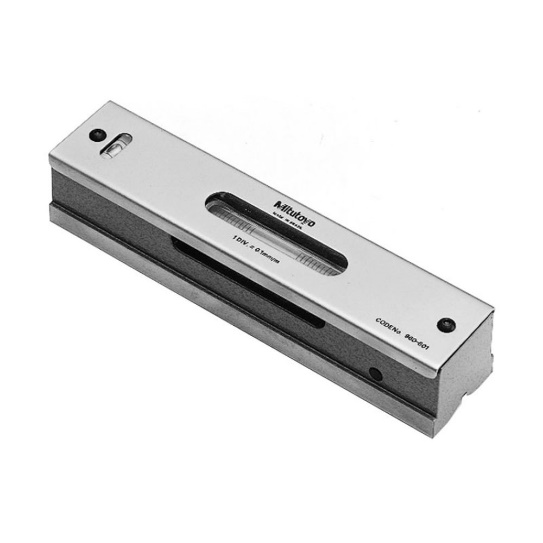 Mitutoyo
1 DIV. = 0.1mm/m
CODE No 960-601